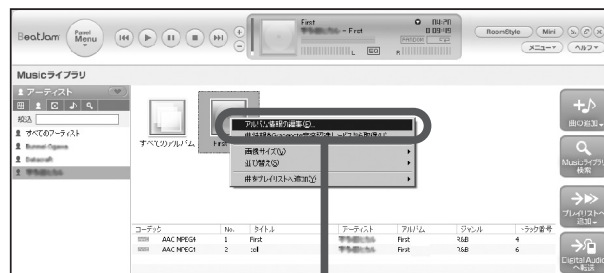 BeatJam
Panel Menu
First
- First
0:09:49
RANDOM
L EQ R
RoomStyle
Mini
メニュー
ヘルプ
Musicライブラリ
アーティスト
絞込
すべてのアーティスト
Bunmei Ogawa
Datacraft
すべてのアルバム
First
アルバム情報の編集(E)...
画像サイズ(V)
並び替え(S)
曲をプレイリストへ追加(Y)
曲の追加
Musicライブラリ検索
プレイリストへ追加
Digital Audioへ転送
コーデック No. タイトル アーティスト アルバム ジャンル トラック番号
AAC MPEG4 1 First First R&B 4
AAC MPEG4 2 First R&B 6